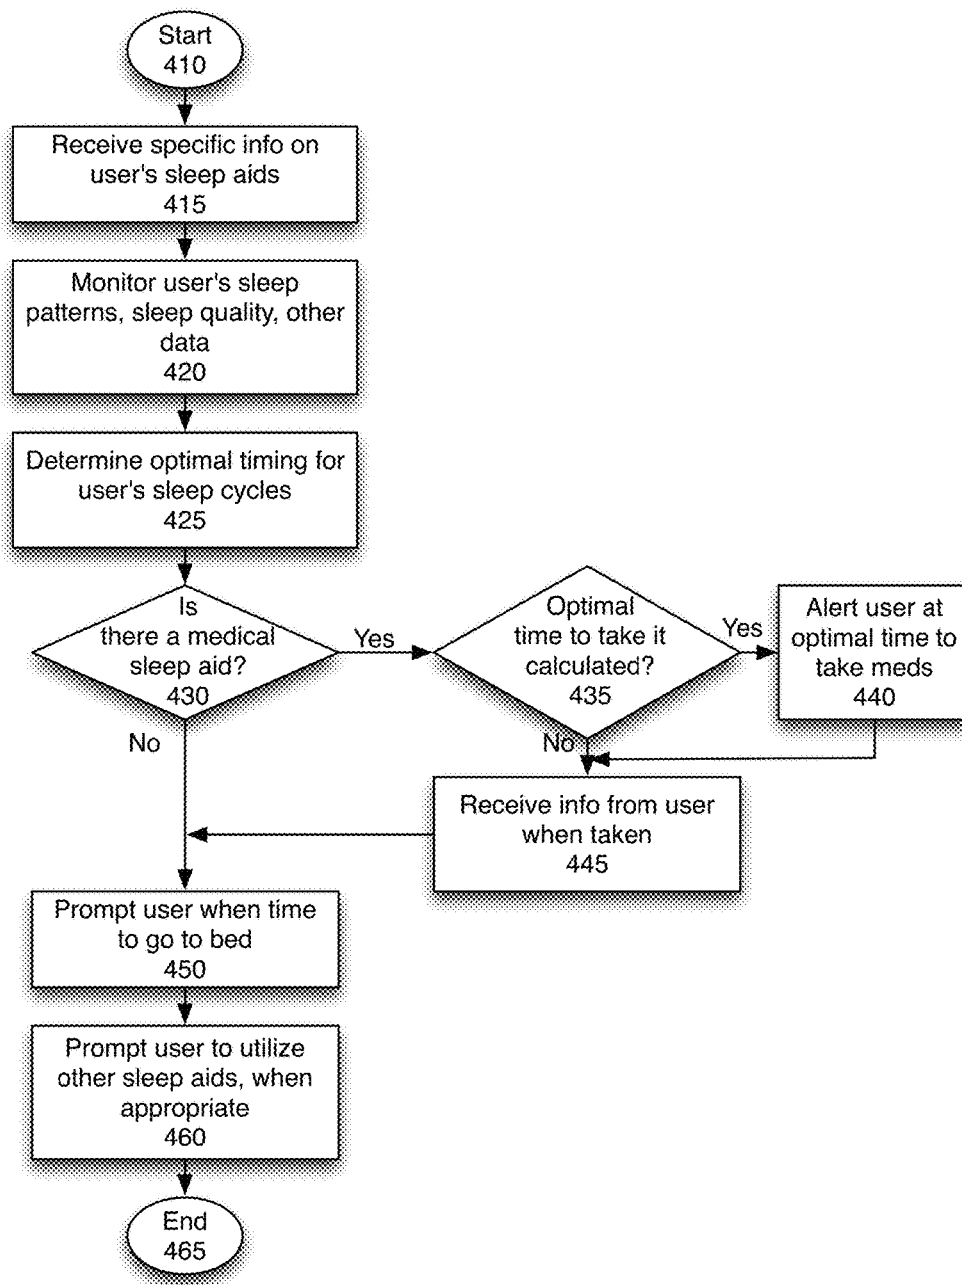 Start
410
Receive specific info on
user's sleep aids
415
Monitor user's sleep
patterns, sleep quality, other
data
420
Determine optimal timing for
user's sleep cycles
425
Is
there a medical
sleep aid?
430
Yes
No
Optimal
time to take it
calculated?
435
Yes
No
Alert user at
optimal time to
take meds
440
Receive info from user
when taken
445
Prompt user when time
to go to bed
450
Prompt user to utilize
other sleep aids, when
appropriate
460
End
465